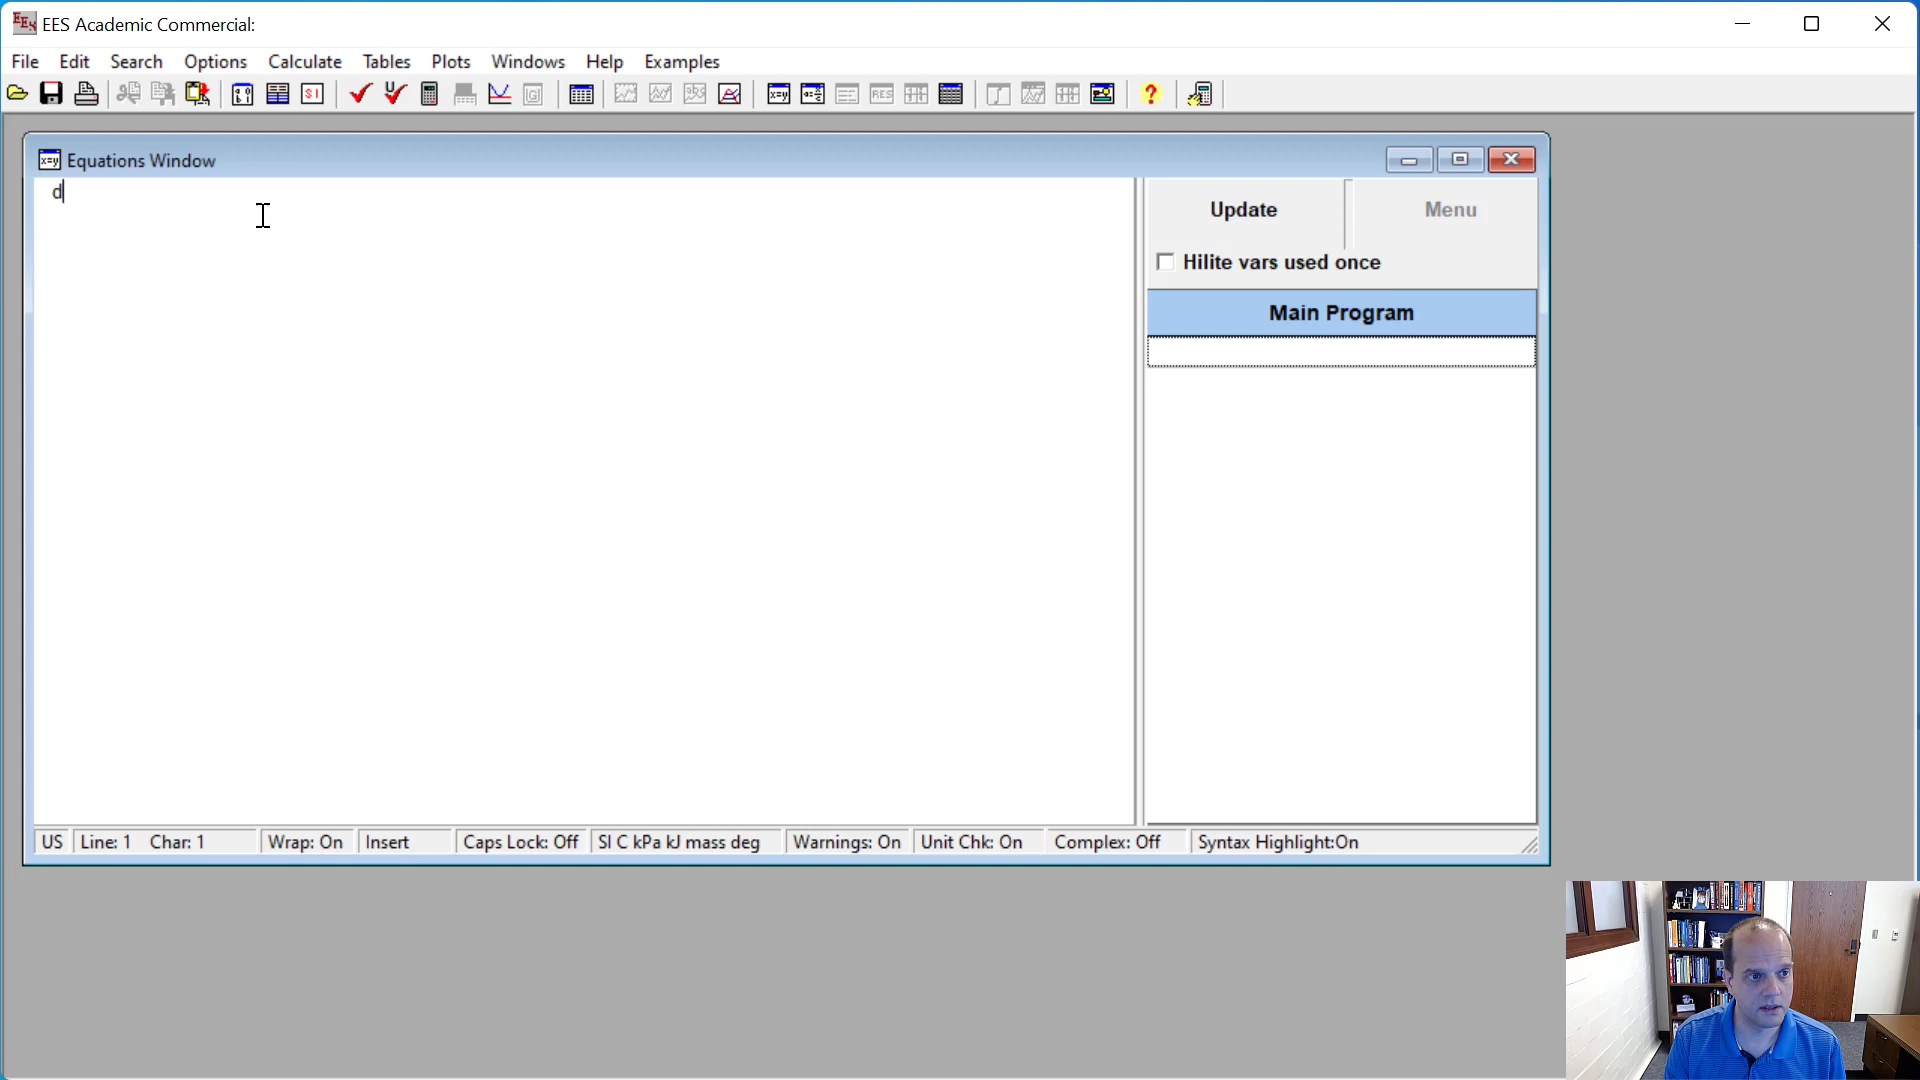 EES Academic Commercial:
File Edit Search Options Calculate Tables Plots Windows Help Examples
Equations Window
d
Update Menu
Hilite vars used once
Main Program
US Line: 1 Char: 1 Wrap: On Insert Caps Lock: Off SI C kPa kJ mass deg Warnings: On Unit Chk: On Complex: Off Syntax Highlight:On